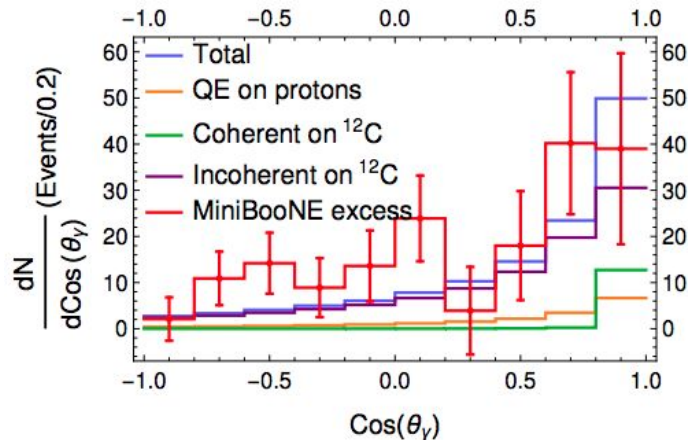 -1.0 -0.5 0.0 0.5 1.0
60 Total 60
50 QE on protons 50
40 Coherent on ¹²C 40
30 Incoherent on ¹²C 30
20 MiniBooNE excess 20
10 10
0 0
-1.0 -0.5 0.0 0.5 1.0
Cos(θγ)
dN
dCos(θγ)
(Events/0.2)